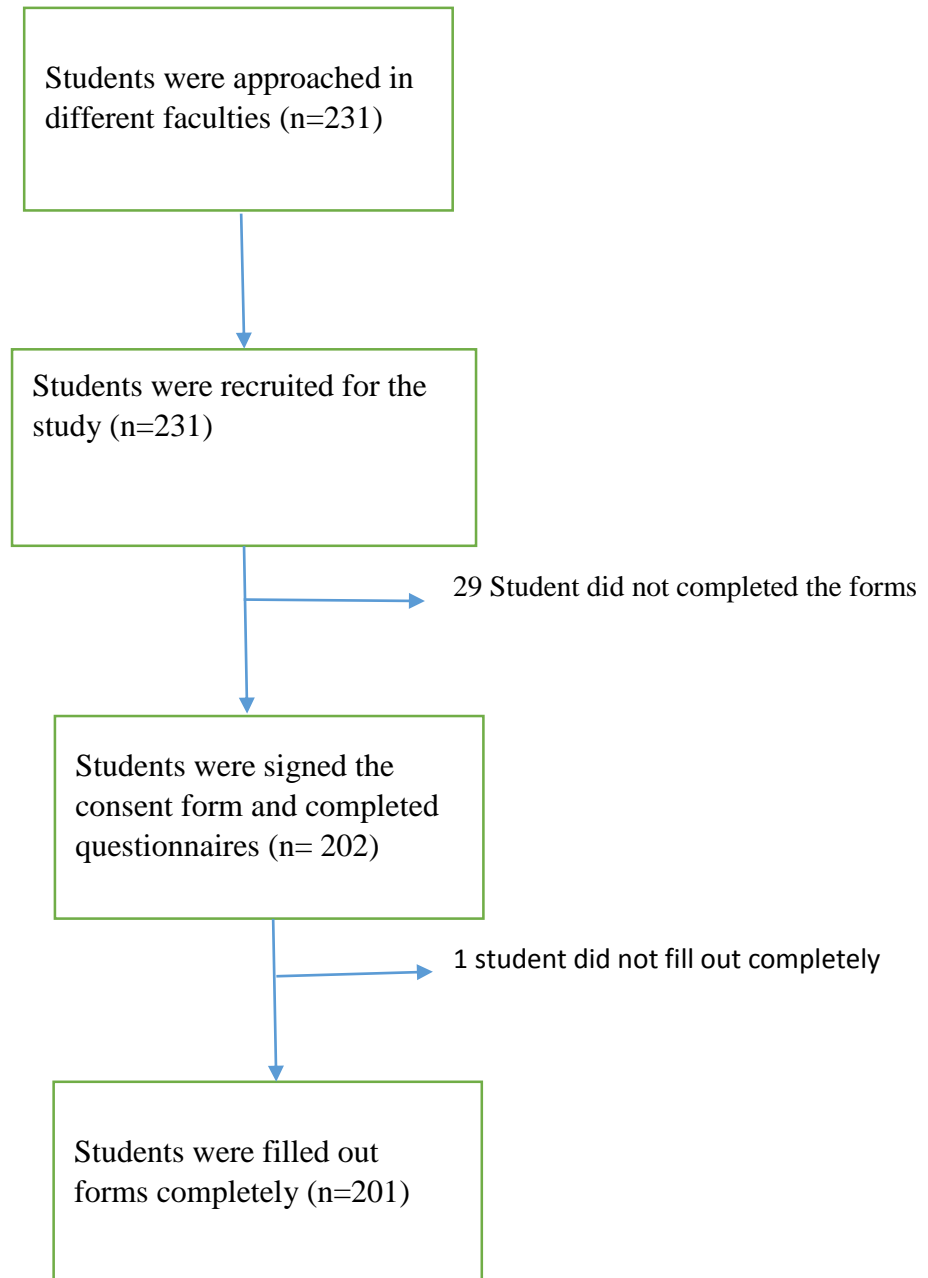 Students were approached in
different faculties (n=231)
Students were recruited for the
study (n=231)
29 Student did not completed the forms
Students were signed the
consent form and completed
questionnaires (n= 202)
1 student did not fill out completely
Students were filled out
forms completely (n=201)